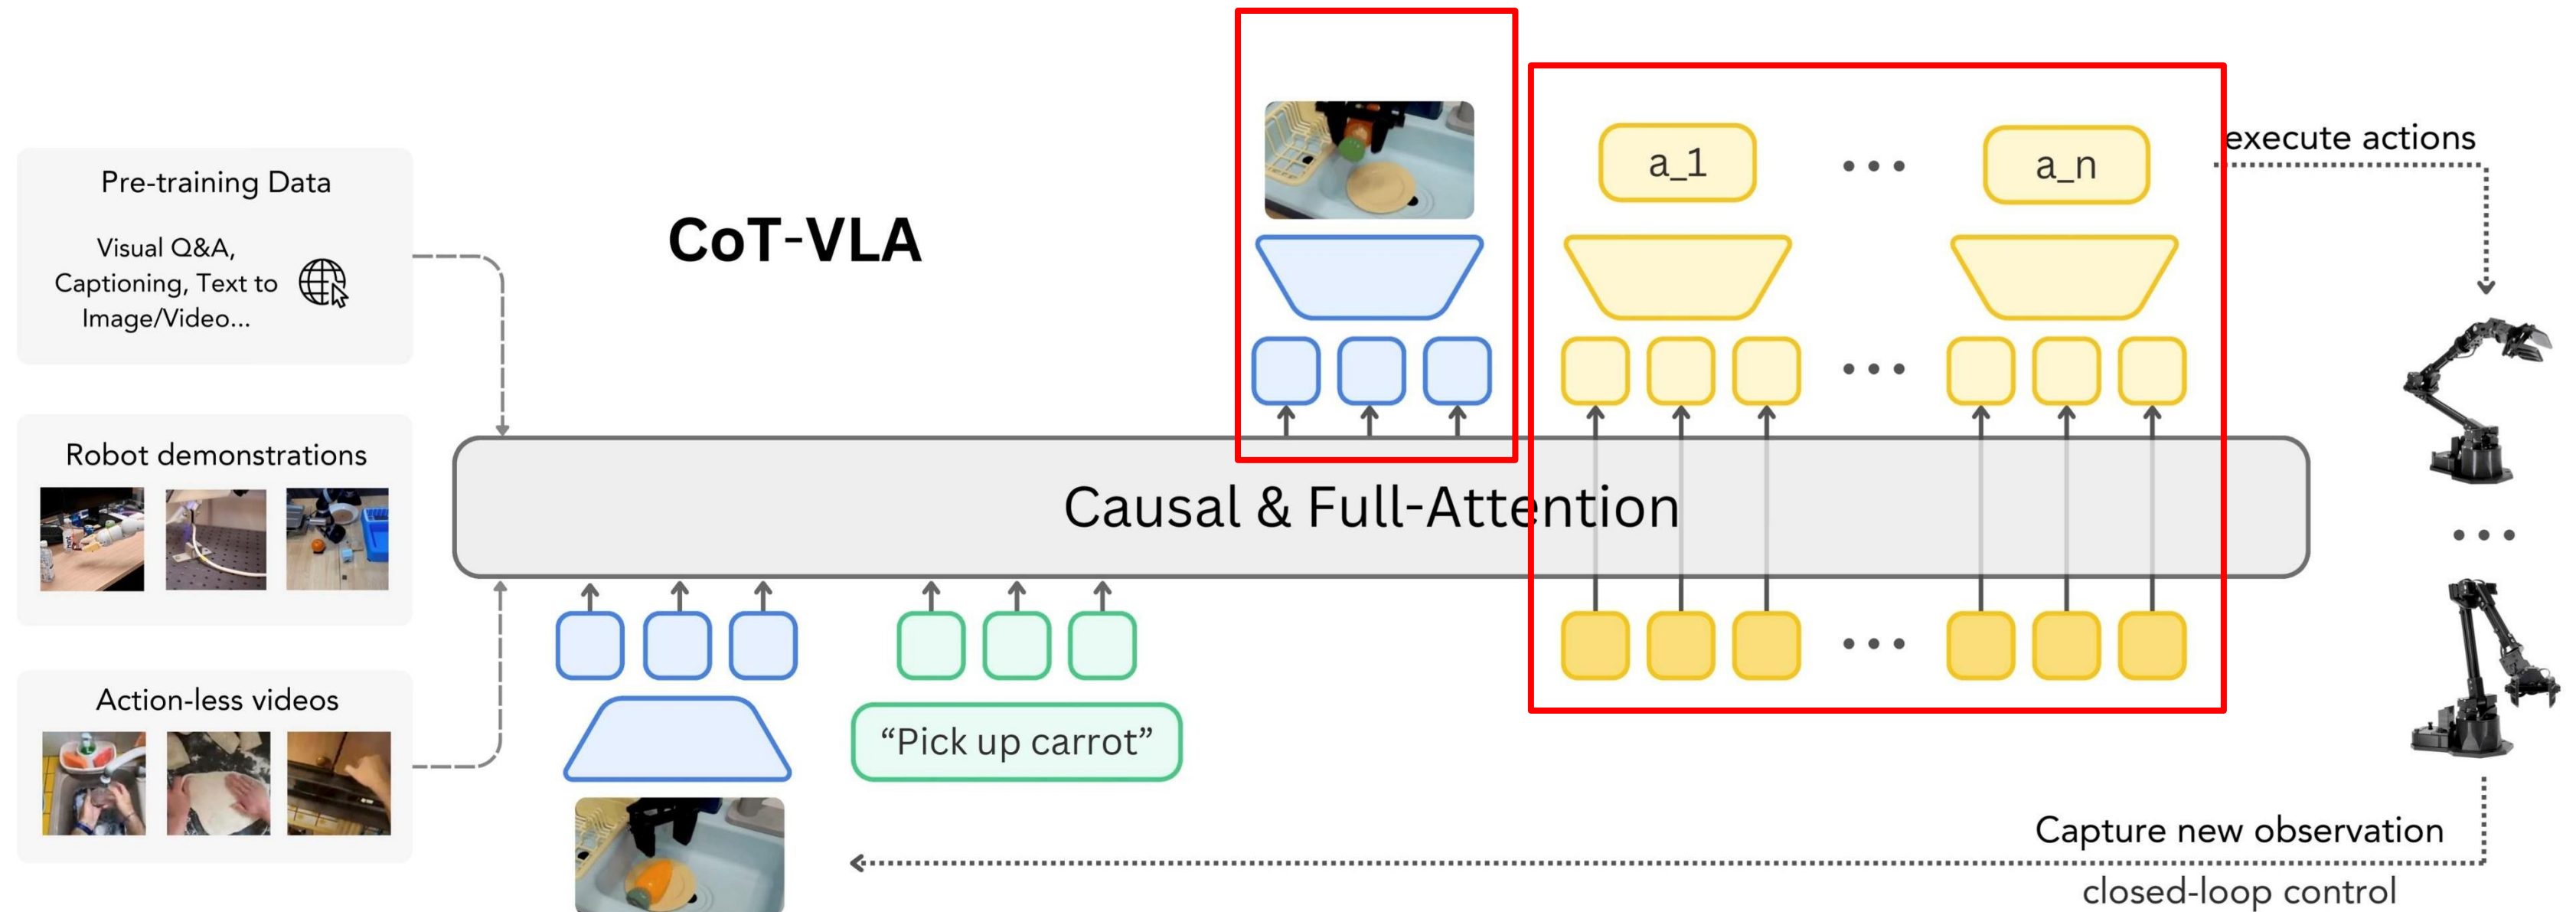 Pre-training Data
Visual Q&A,
Captioning, Text to
Image/Video...
Robot demonstrations
Action-less videos
CoT-VLA
a_1
a_n
execute actions
Causal & Full-Attention
“Pick up carrot”
Capture new observation
closed-loop control